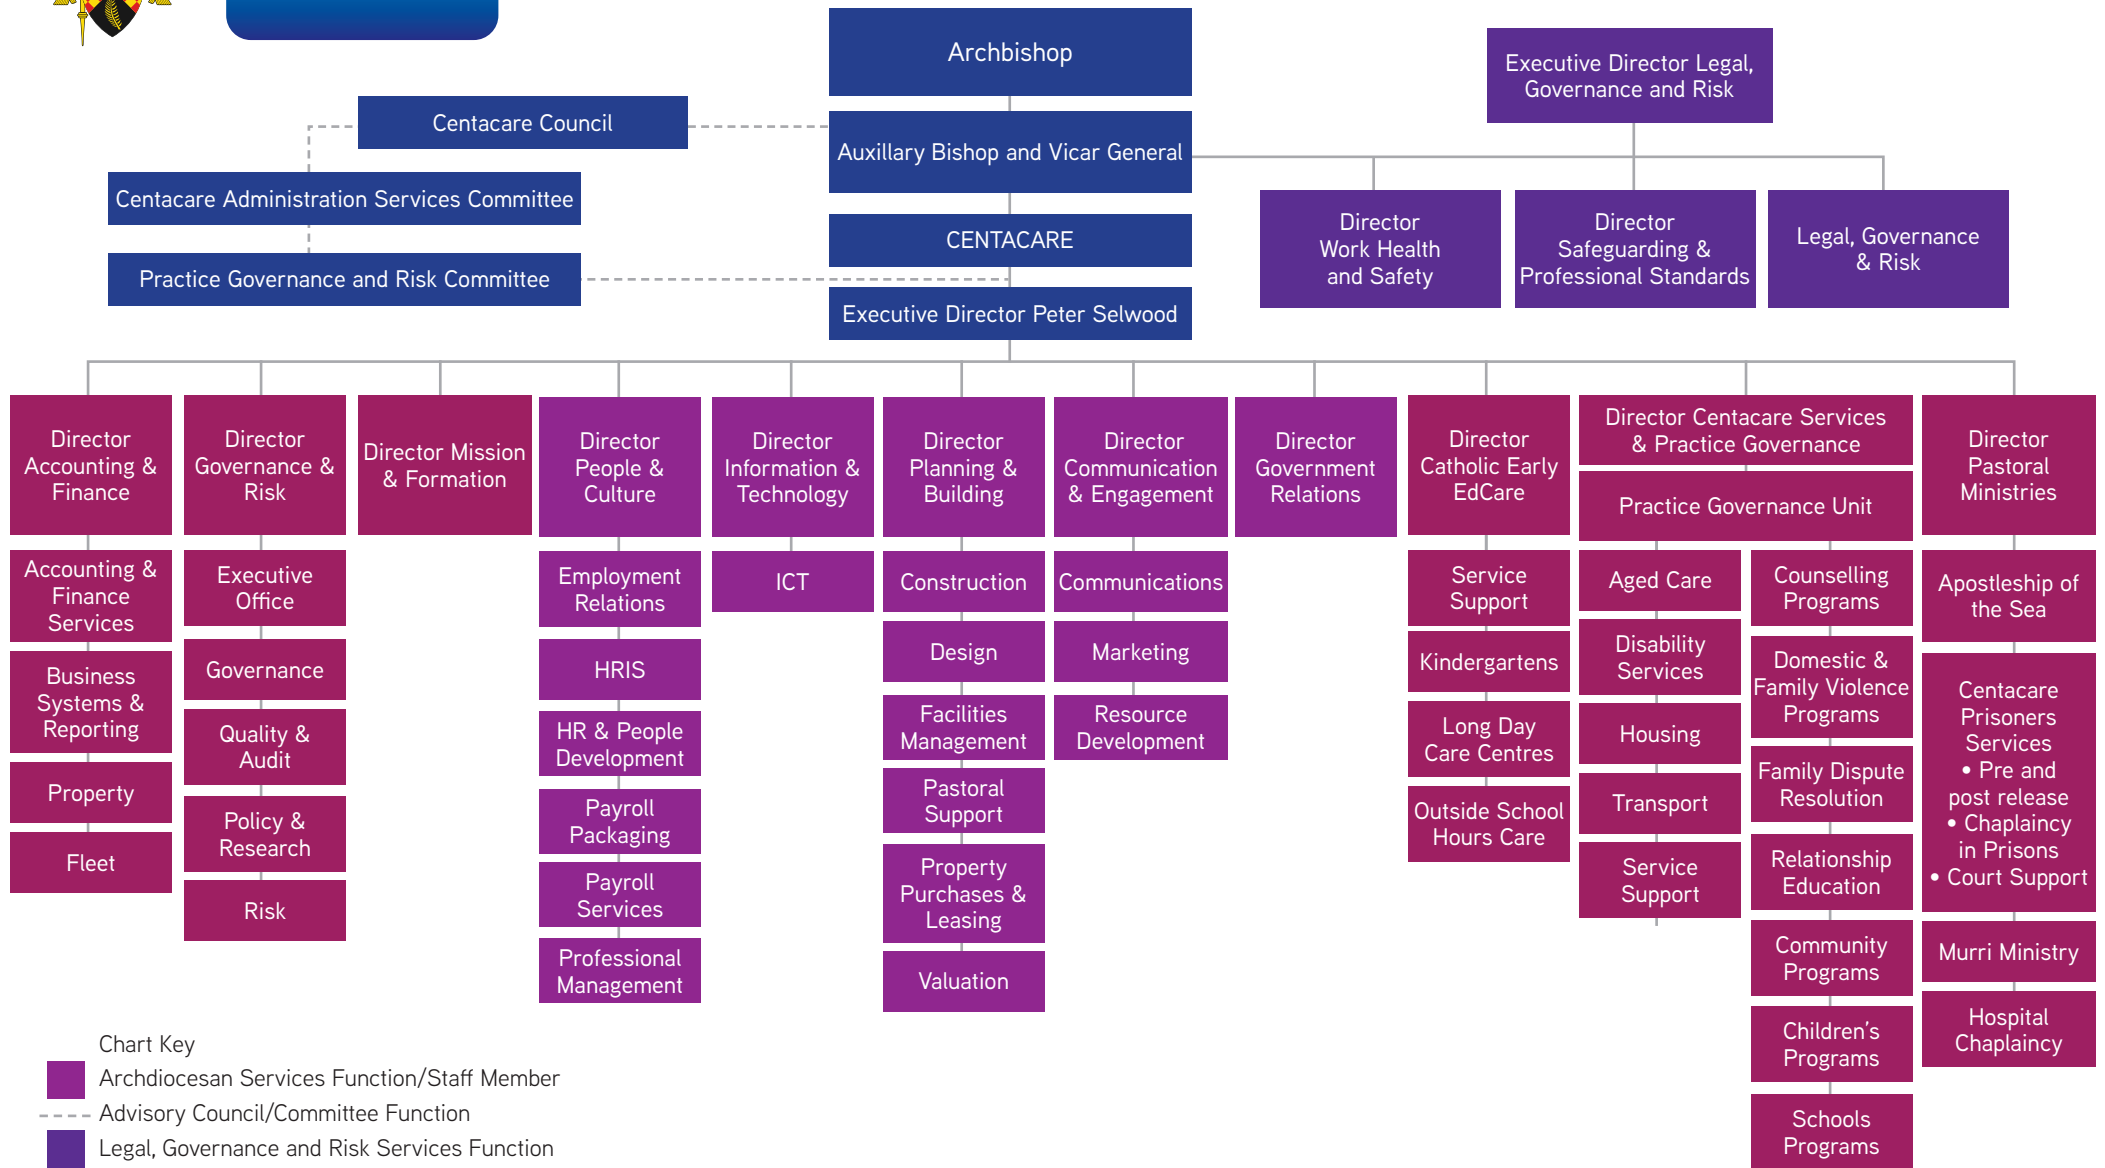 Archbishop
Executive Director Legal,
Governance and Risk
Centacare Council
Auxillary Bishop and Vicar General
Centacare Administration Services Committee
CENTACARE
Director
Work Health
and Safety
Director
Safeguarding &
Professional Standards
Legal, Governance
& Risk
Practice Governance and Risk Committee
Executive Director Peter Selwood
Director
Accounting &
Finance
Accounting &
Finance
Services
Business
Systems &
Reporting
Property
Fleet
Director
Governance &
Risk
Executive
Office
Governance
Quality &
Audit
Policy &
Research
Risk
Director Mission
& Formation
Director
People &
Culture
Employment
Relations
HRIS
HR & People
Development
Payroll
Packaging
Payroll
Services
Professional
Management
Director
Information &
Technology
ICT
Director
Planning &
Building
Construction
Design
Facilities
Management
Pastoral
Support
Property
Purchases &
Leasing
Valuation
Director
Communication
& Engagement
Communications
Marketing
Resource
Development
Director
Government
Relations
Director
Catholic Early
EdCare
Service
Support
Kindergartens
Long Day
Care Centres
Outside School
Hours Care
Director Centacare Services
& Practice Governance
Practice Governance Unit
Aged Care
Disability
Services
Housing
Transport
Service
Support
Counselling
Programs
Domestic &
Family Violence
Programs
Family Dispute
Resolution
Relationship
Education
Community
Programs
Children's
Programs
Schools
Programs
Director
Pastoral
Ministries
Apostleship of
the Sea
Centacare
Prisoners
Services
• Pre and
post release
• Chaplaincy
in Prisons
• Court Support
Murri Ministry
Hospital
Chaplaincy
Chart Key
Archdiocesan Services Function/Staff Member
Advisory Council/Committee Function
Legal, Governance and Risk Services Function